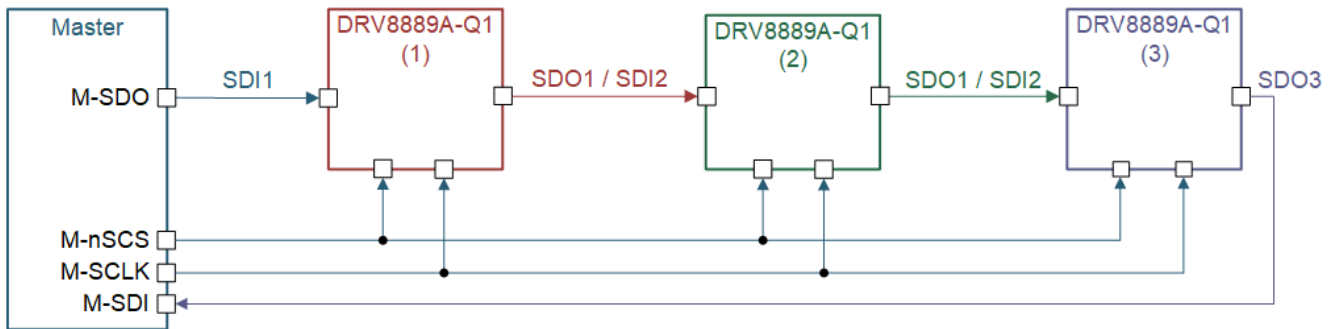 Master
M-SDO
M-nSCS
M-SCLK
M-SDI
SDI1
DRV8889A-Q1
(1)
SDO1 / SDI2
DRV8889A-Q1
(2)
SDO1 / SDI2
DRV8889A-Q1
(3)
SDO3